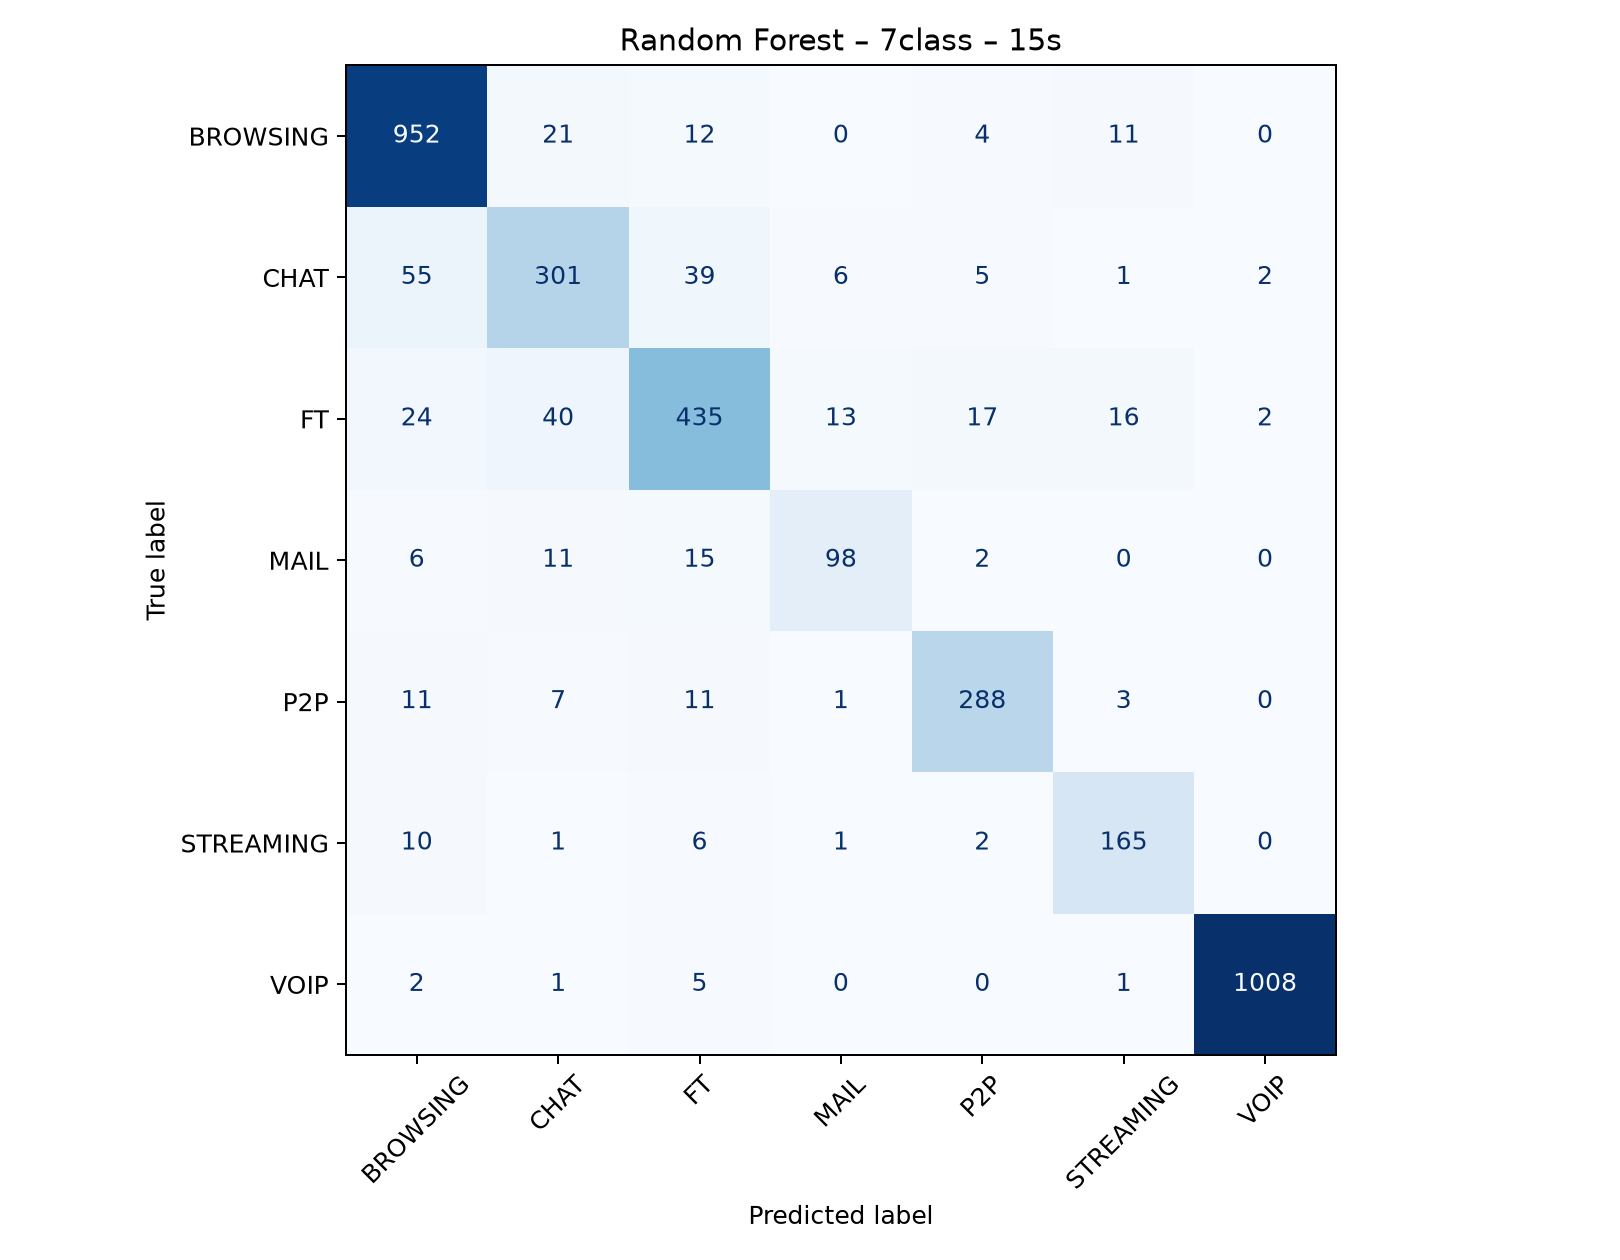 Random Forest – 7class – 15s
BROWSING 952 21 12 0 4 11 0
CHAT 55 301 39 6 5 1 2
FT 24 40 435 13 17 16 2
MAIL 6 11 15 98 2 0 0
P2P 11 7 11 1 288 3 0
STREAMING 10 1 6 1 2 165 0
VOIP 2 1 5 0 0 1 1008
True label
BROWSING CHAT FT MAIL P2P STREAMING VOIP
Predicted label